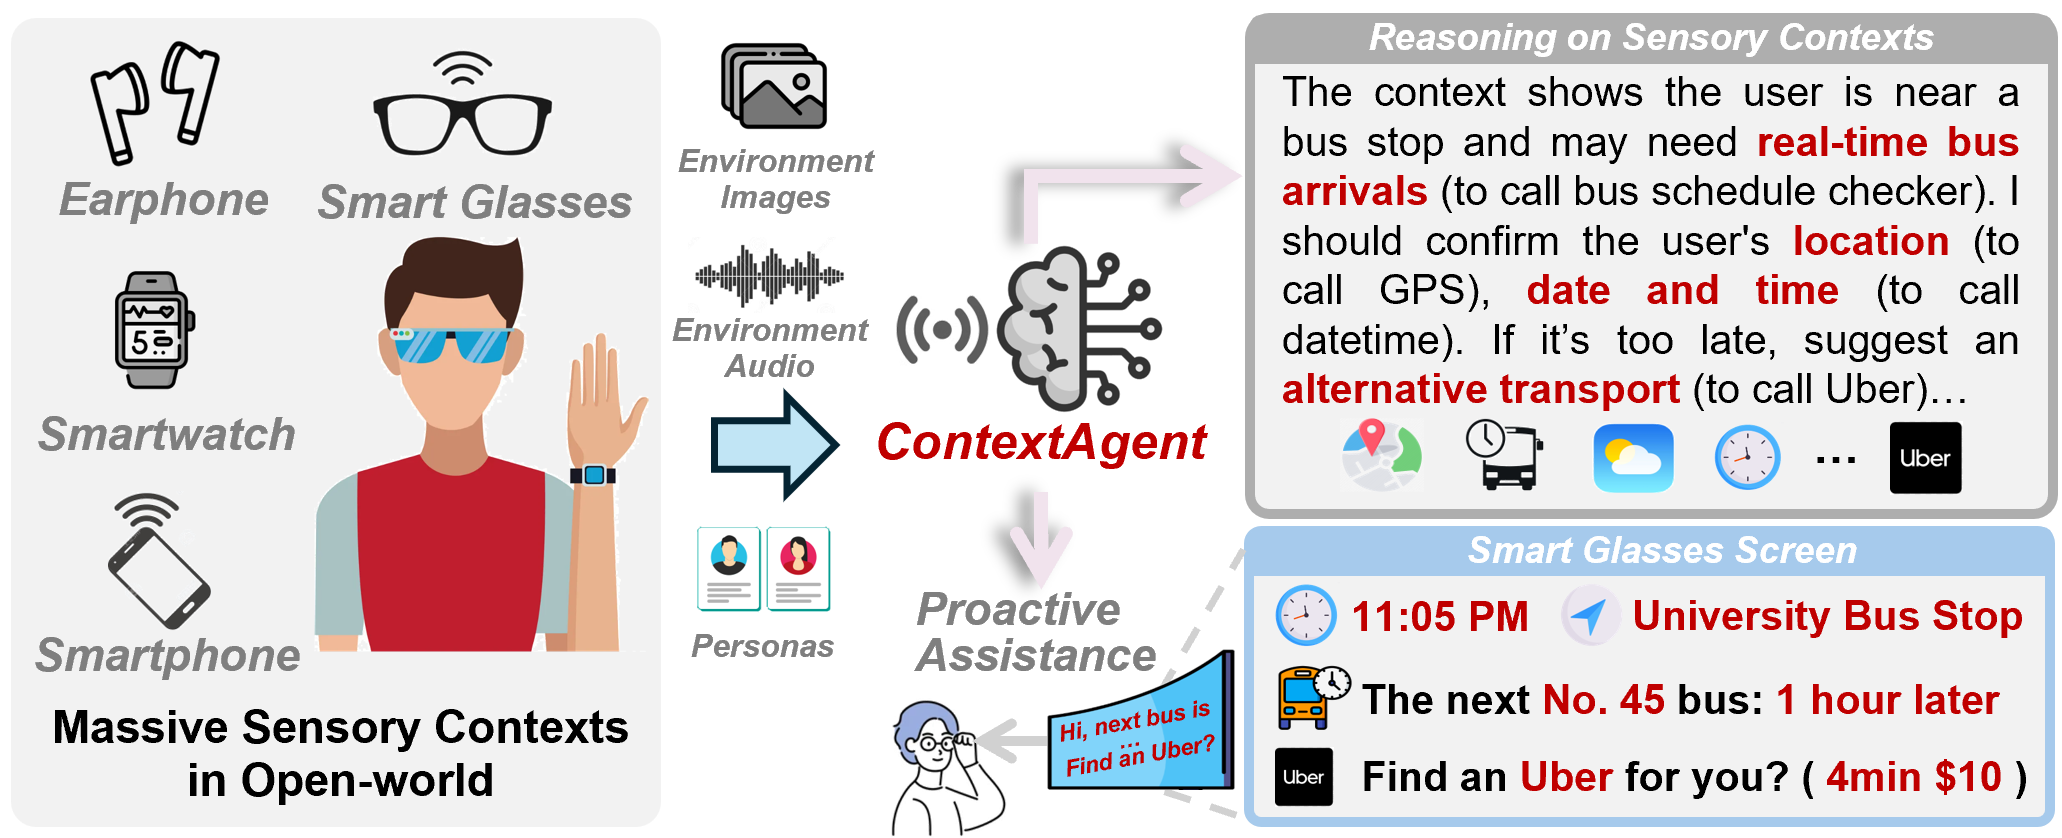 Earphone
Smart Glasses
5
Smartwatch
Smartphone
Massive Sensory Contexts
in Open-world
Environment
Images
Environment
Audio
Personas
ContextAgent
Proactive
Assistance
Hi, next bus is
...
Find an Uber?
Reasoning on Sensory Contexts
The context shows the user is near a
bus stop and may need real-time bus
arrivals (to call bus schedule checker). I
should confirm the user's location (to
call GPS), date and time (to call
datetime). If it’s too late, suggest an
alternative transport (to call Uber)…
... Uber
Smart Glasses Screen
11:05 PM University Bus Stop
The next No. 45 bus: 1 hour later
Uber Find an Uber for you? ( 4min $10 )